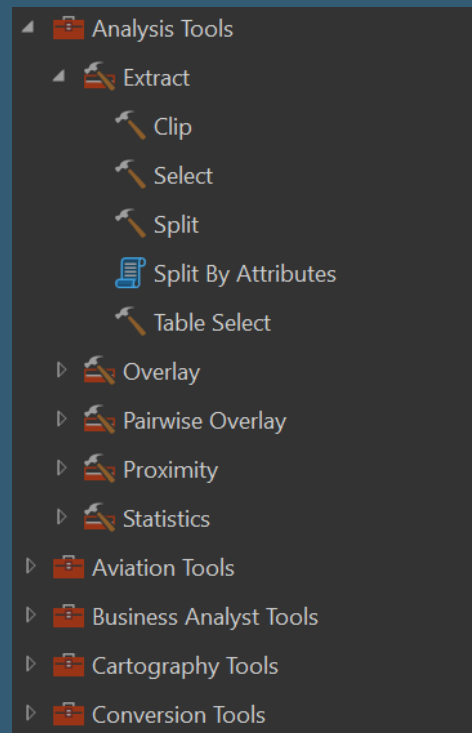 Analysis Tools
Extract
Clip
Select
Split
Split By Attributes
Table Select
Overlay
Pairwise Overlay
Proximity
Statistics
Aviation Tools
Business Analyst Tools
Cartography Tools
Conversion Tools